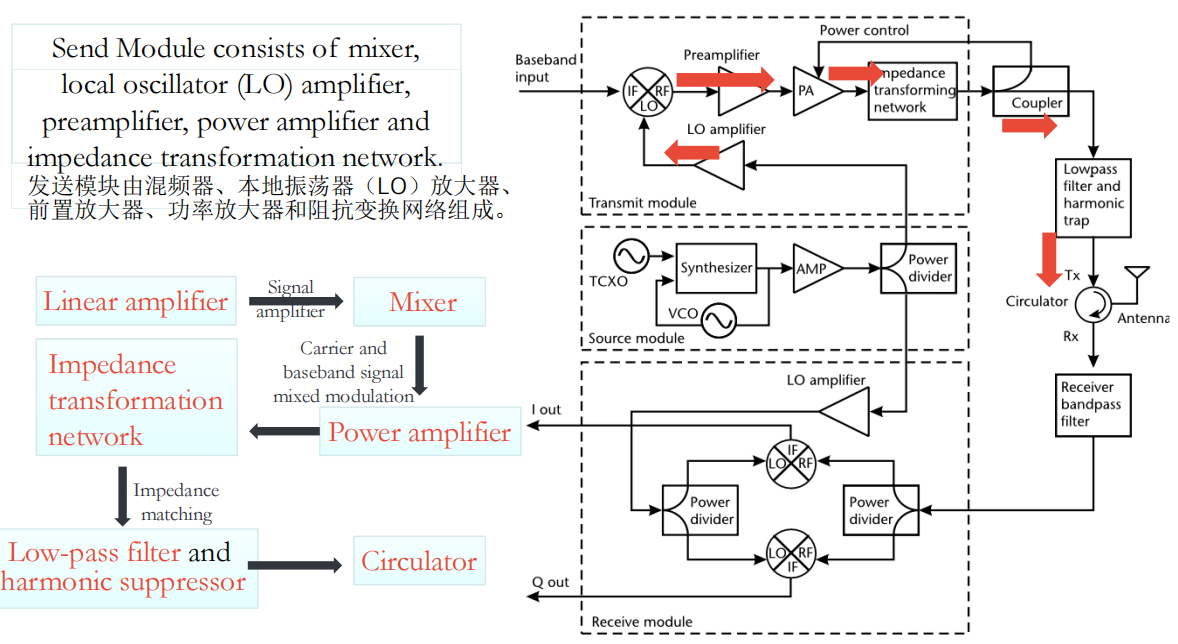 Send Module consists of mixer,
local oscillator (LO) amplifier,
preamplifier, power amplifier and
impedance transformation network.
发送模块由混频器、本地振荡器（LO）放大器、
前置放大器、功率放大器和阻抗变换网络组成。
Linear amplifier
Signal
amplifier
Mixer
Carrier and
baseband signal
mixed modulation
Impedance
transformation
network
Power amplifier
Impedance
matching
Low-pass filter and
harmonic suppressor
Circulator
Baseband
input
Power control
Preamplifier
IF
RF
LO
PA
Impedance
transforming
network
Coupler
LO amplifier
Transmit module
Lowpass
filter and
harmonic
trap
TCXO
Synthesizer
AMP
Power
divider
VCO
Source module
Tx
Circulator
Antenna
Rx
LO amplifier
Receiver
bandpass
filter
I out
IF
LO
RF
Power
divider
Power
divider
LO
RF
IF
Q out
Receive module